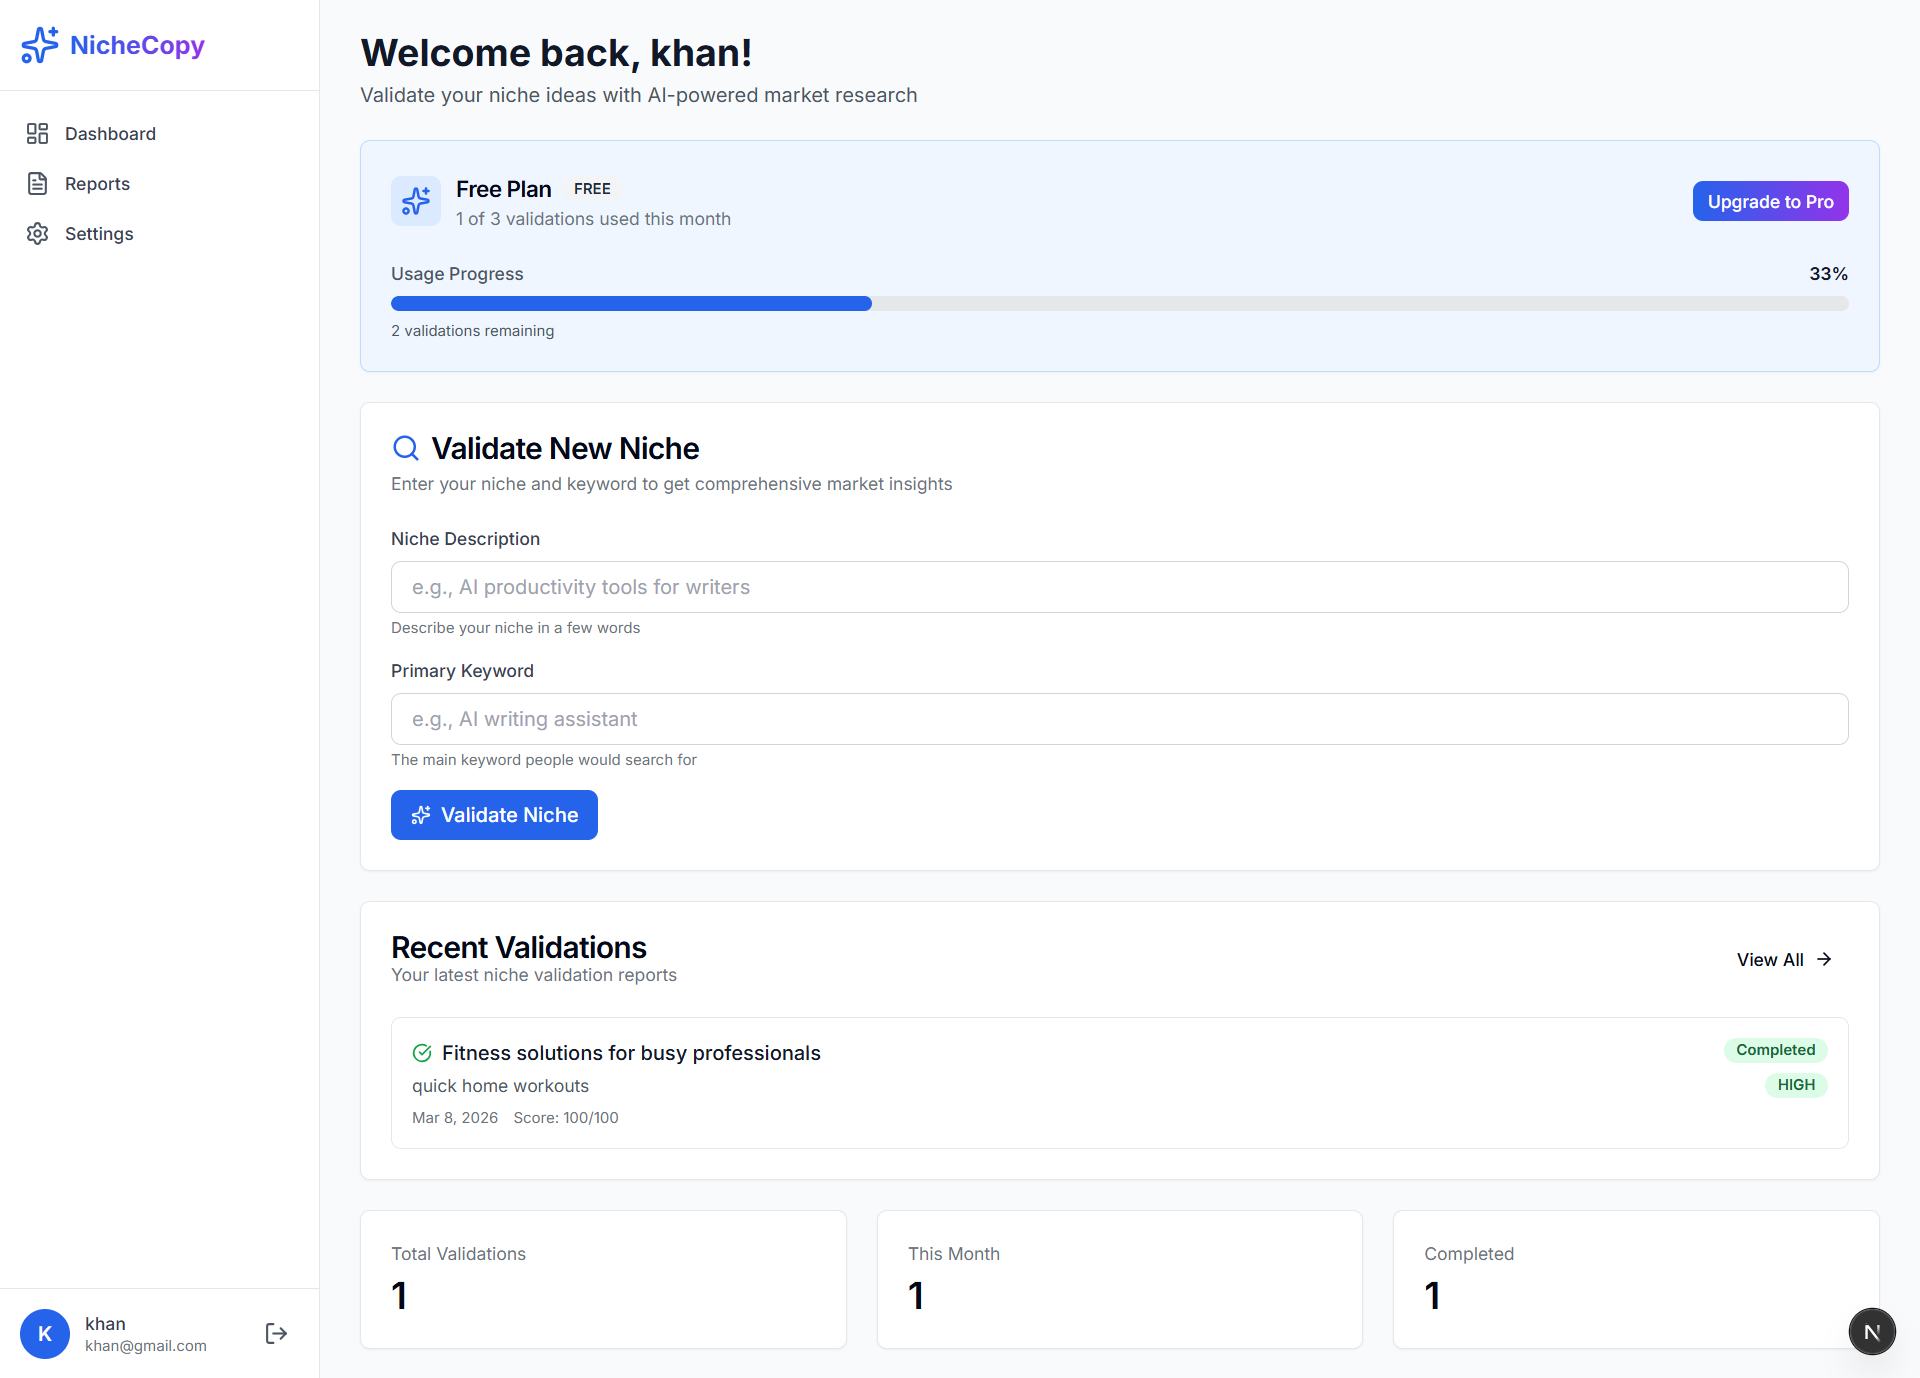 NicheCopy
Dashboard
Reports
Settings
khan
khan@gmail.com
K
Welcome back, khan!
Validate your niche ideas with AI-powered market research
Free Plan FREE
1 of 3 validations used this month
Upgrade to Pro
Usage Progress 33%
2 validations remaining
Validate New Niche
Enter your niche and keyword to get comprehensive market insights
Niche Description
e.g., AI productivity tools for writers
Describe your niche in a few words
Primary Keyword
e.g., AI writing assistant
The main keyword people would search for
Validate Niche
Recent Validations
Your latest niche validation reports
View All
Fitness solutions for busy professionals Completed
quick home workouts HIGH
Mar 8, 2026 Score: 100/100
Total Validations
1
This Month
1
Completed
1
N